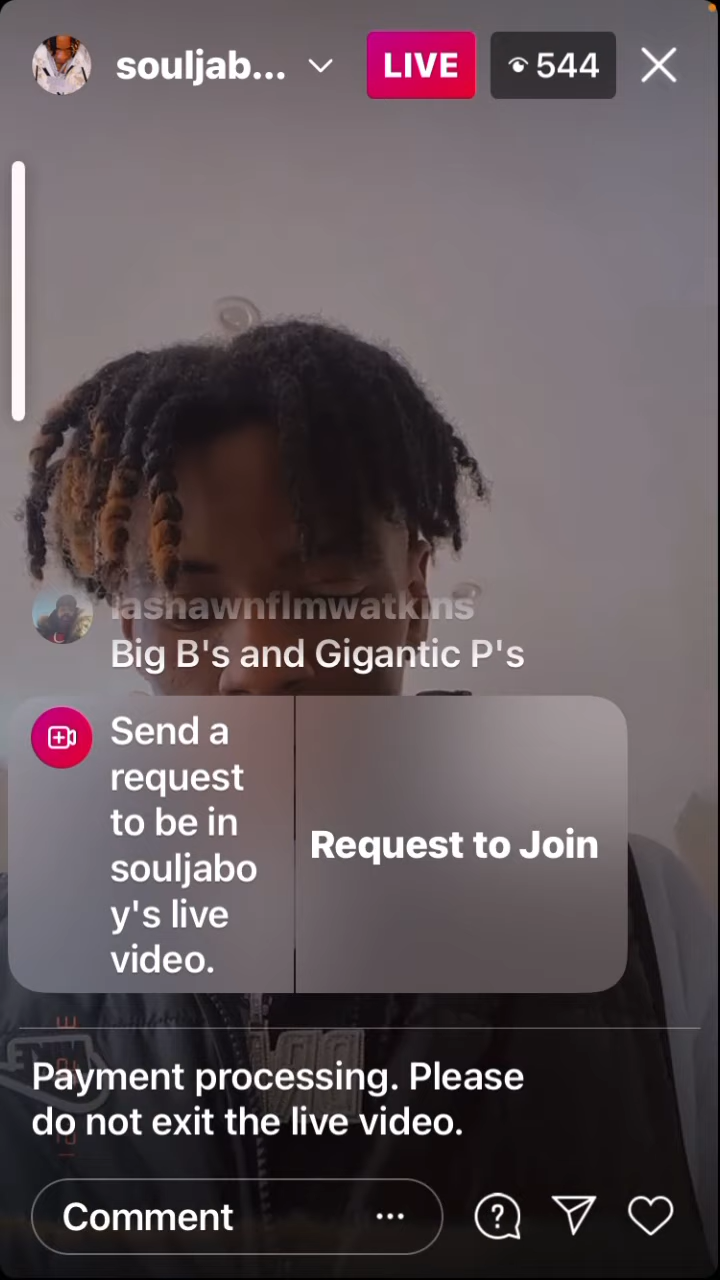 souljab...
LIVE
544
lashawnflmwatkins
Big B's and Gigantic P's
Send a
request
to be in
souljabo
y's live
video.
Request to Join
Payment processing. Please
do not exit the live video.
Comment
...
?